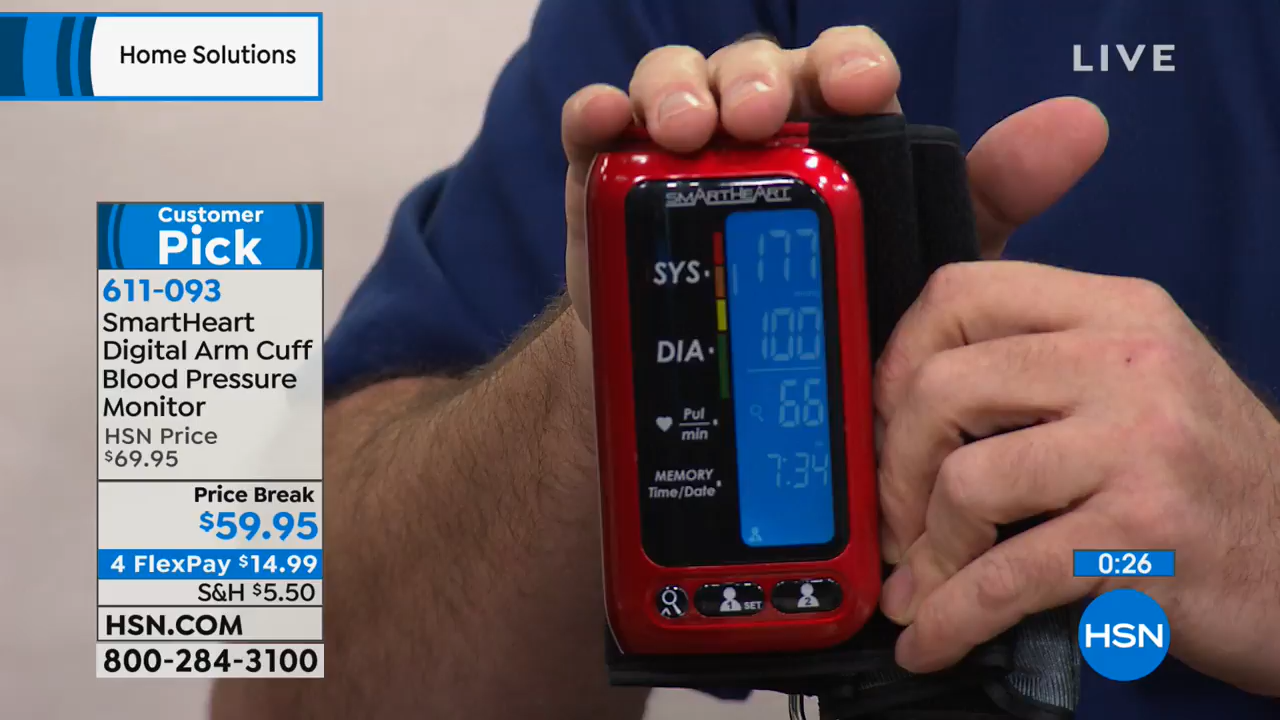 Home Solutions
LIVE
Customer
Pick
611-093
SmartHeart
Digital Arm Cuff
Blood Pressure
Monitor
HSN Price
$69.95
Price Break
$59.95
4 FlexPay $14.99
S&H $5.50
HSN.COM
800-284-3100
SMARTHEART
SYS.
177
DIA.
100
Pul
min
66
MEMORY
Time/Date
7:34
1 SET
2
0:26
HSN